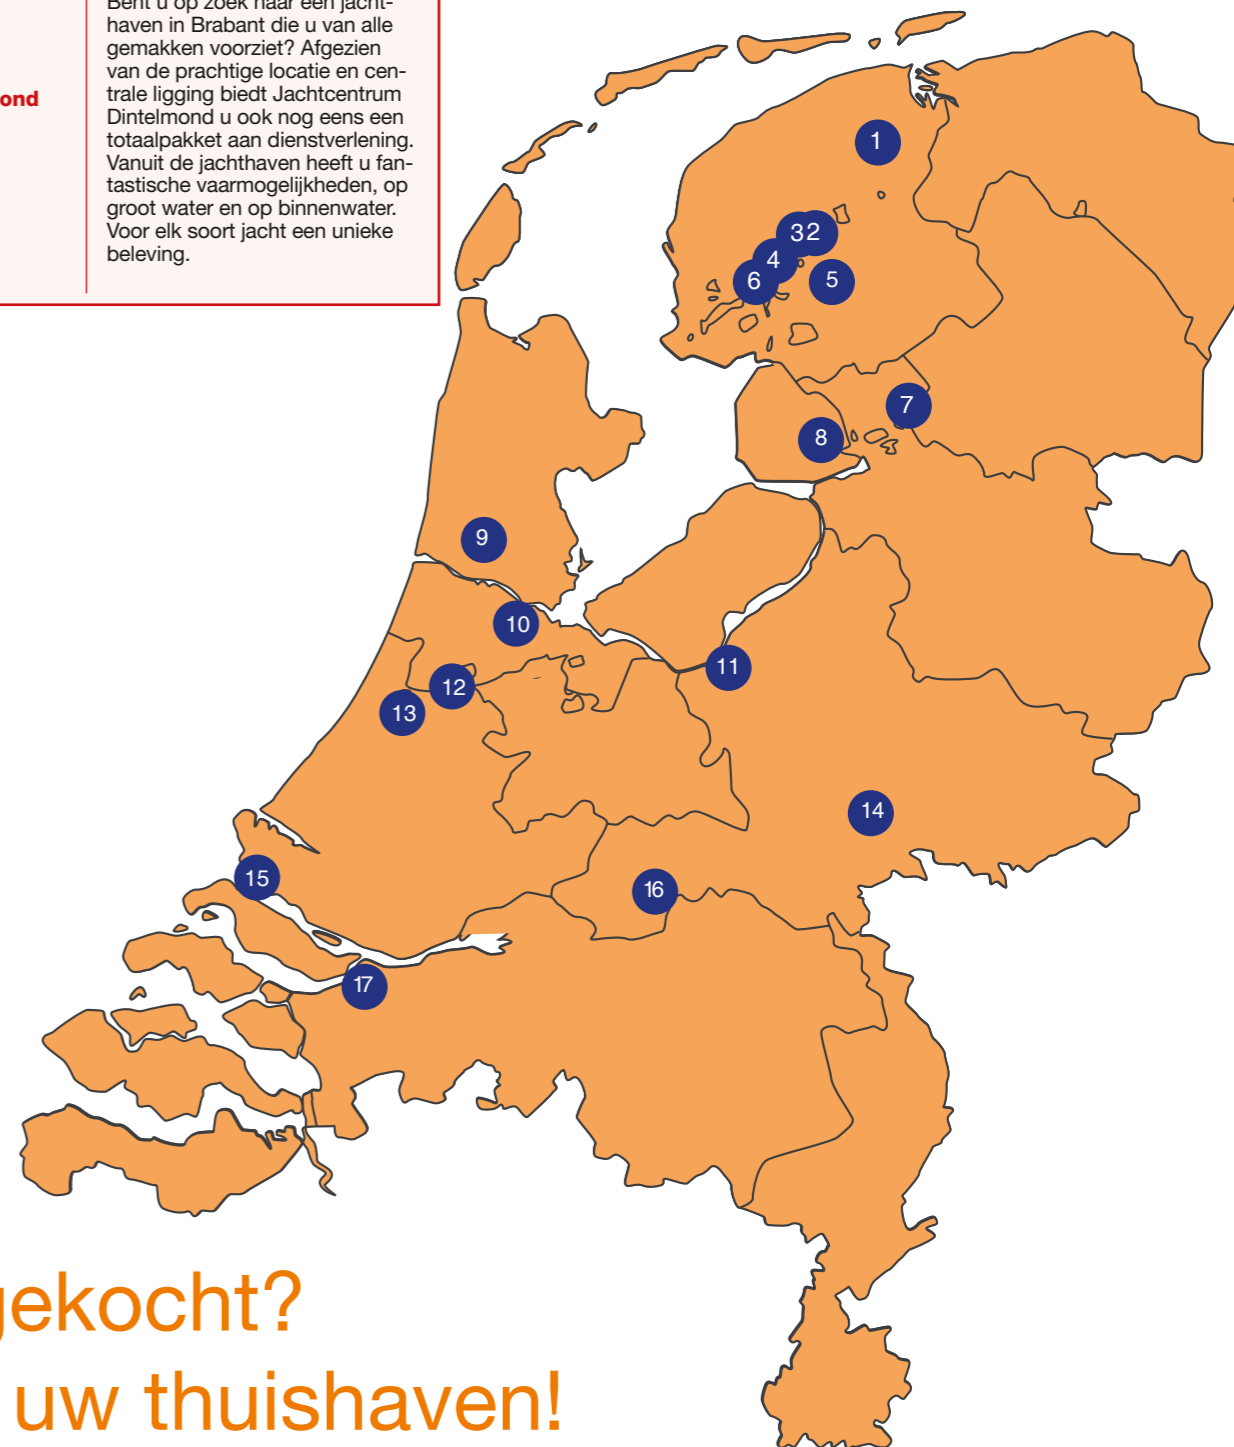 Bent u op zoek naar een jacht-
haven in Brabant die u van alle
gemakken voorziet? Afgezien
van de prachtige locatie en cen-
trale ligging biedt Jachtcentrum
Dintelmond u ook nog eens een
totaalpakket aan dienstverlening.
Vanuit de jachthaven heeft u fan-
tastische vaarmogelijkheden, op
groot water en op binnenwater.
Voor elk soort jacht een unieke
beleving.
ond
1
32
4
6
5
7
8
9
10
11
12
13
14
15
16
17
gekocht?
uw thuishaven!